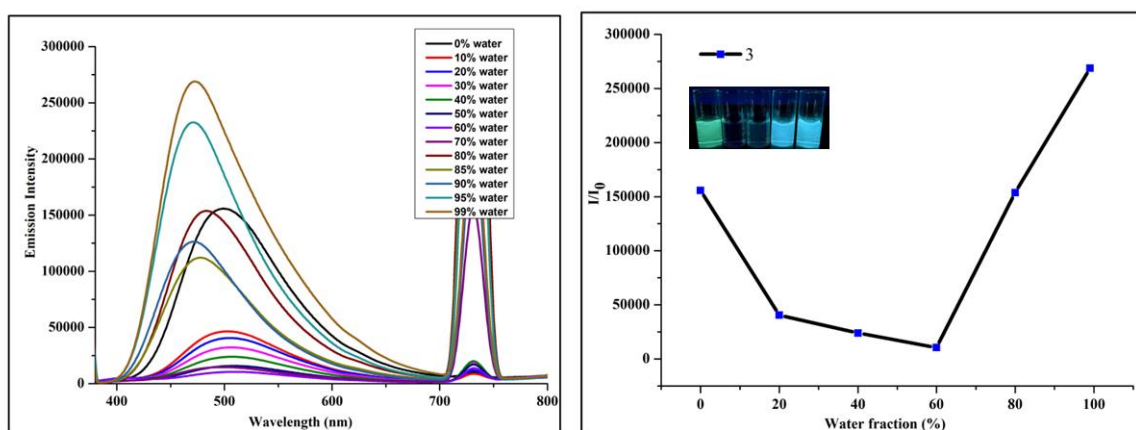 300000
250000
200000
150000
100000
50000
0
Emission Intensity
400
500
600
700
800
Wavelength (nm)
0% water
10% water
20% water
30% water
40% water
50% water
60% water
70% water
80% water
85% water
90% water
95% water
99% water
300000
250000
200000
150000
100000
50000
0
I/I0
3
0
20
40
60
80
100
Water fraction (%)